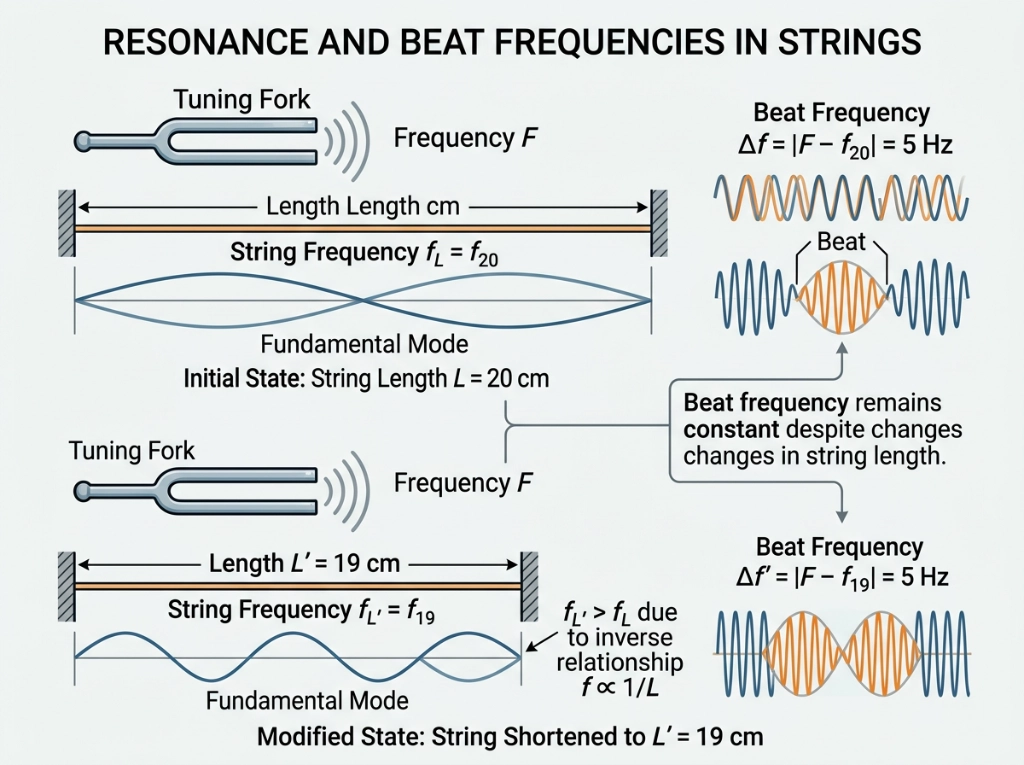 RESONANCE AND BEAT FREQUENCIES IN STRINGS
Tuning Fork
Frequency F
Length Length cm
String Frequency f_L = f_20
Fundamental Mode
Initial State: String Length L = 20 cm
Beat Frequency
Δf = |F − f_20| = 5 Hz
Beat
Beat frequency remains
constant despite changes
changes in string length.
Tuning Fork
Frequency F
Length L′ = 19 cm
String Frequency f_L′ = f_19
Fundamental Mode
f_L′ > f_L due
to inverse
relationship
f ∝ 1/L
Beat Frequency
Δf′ = |F − f_19| = 5 Hz
Modified State: String Shortened to L′ = 19 cm